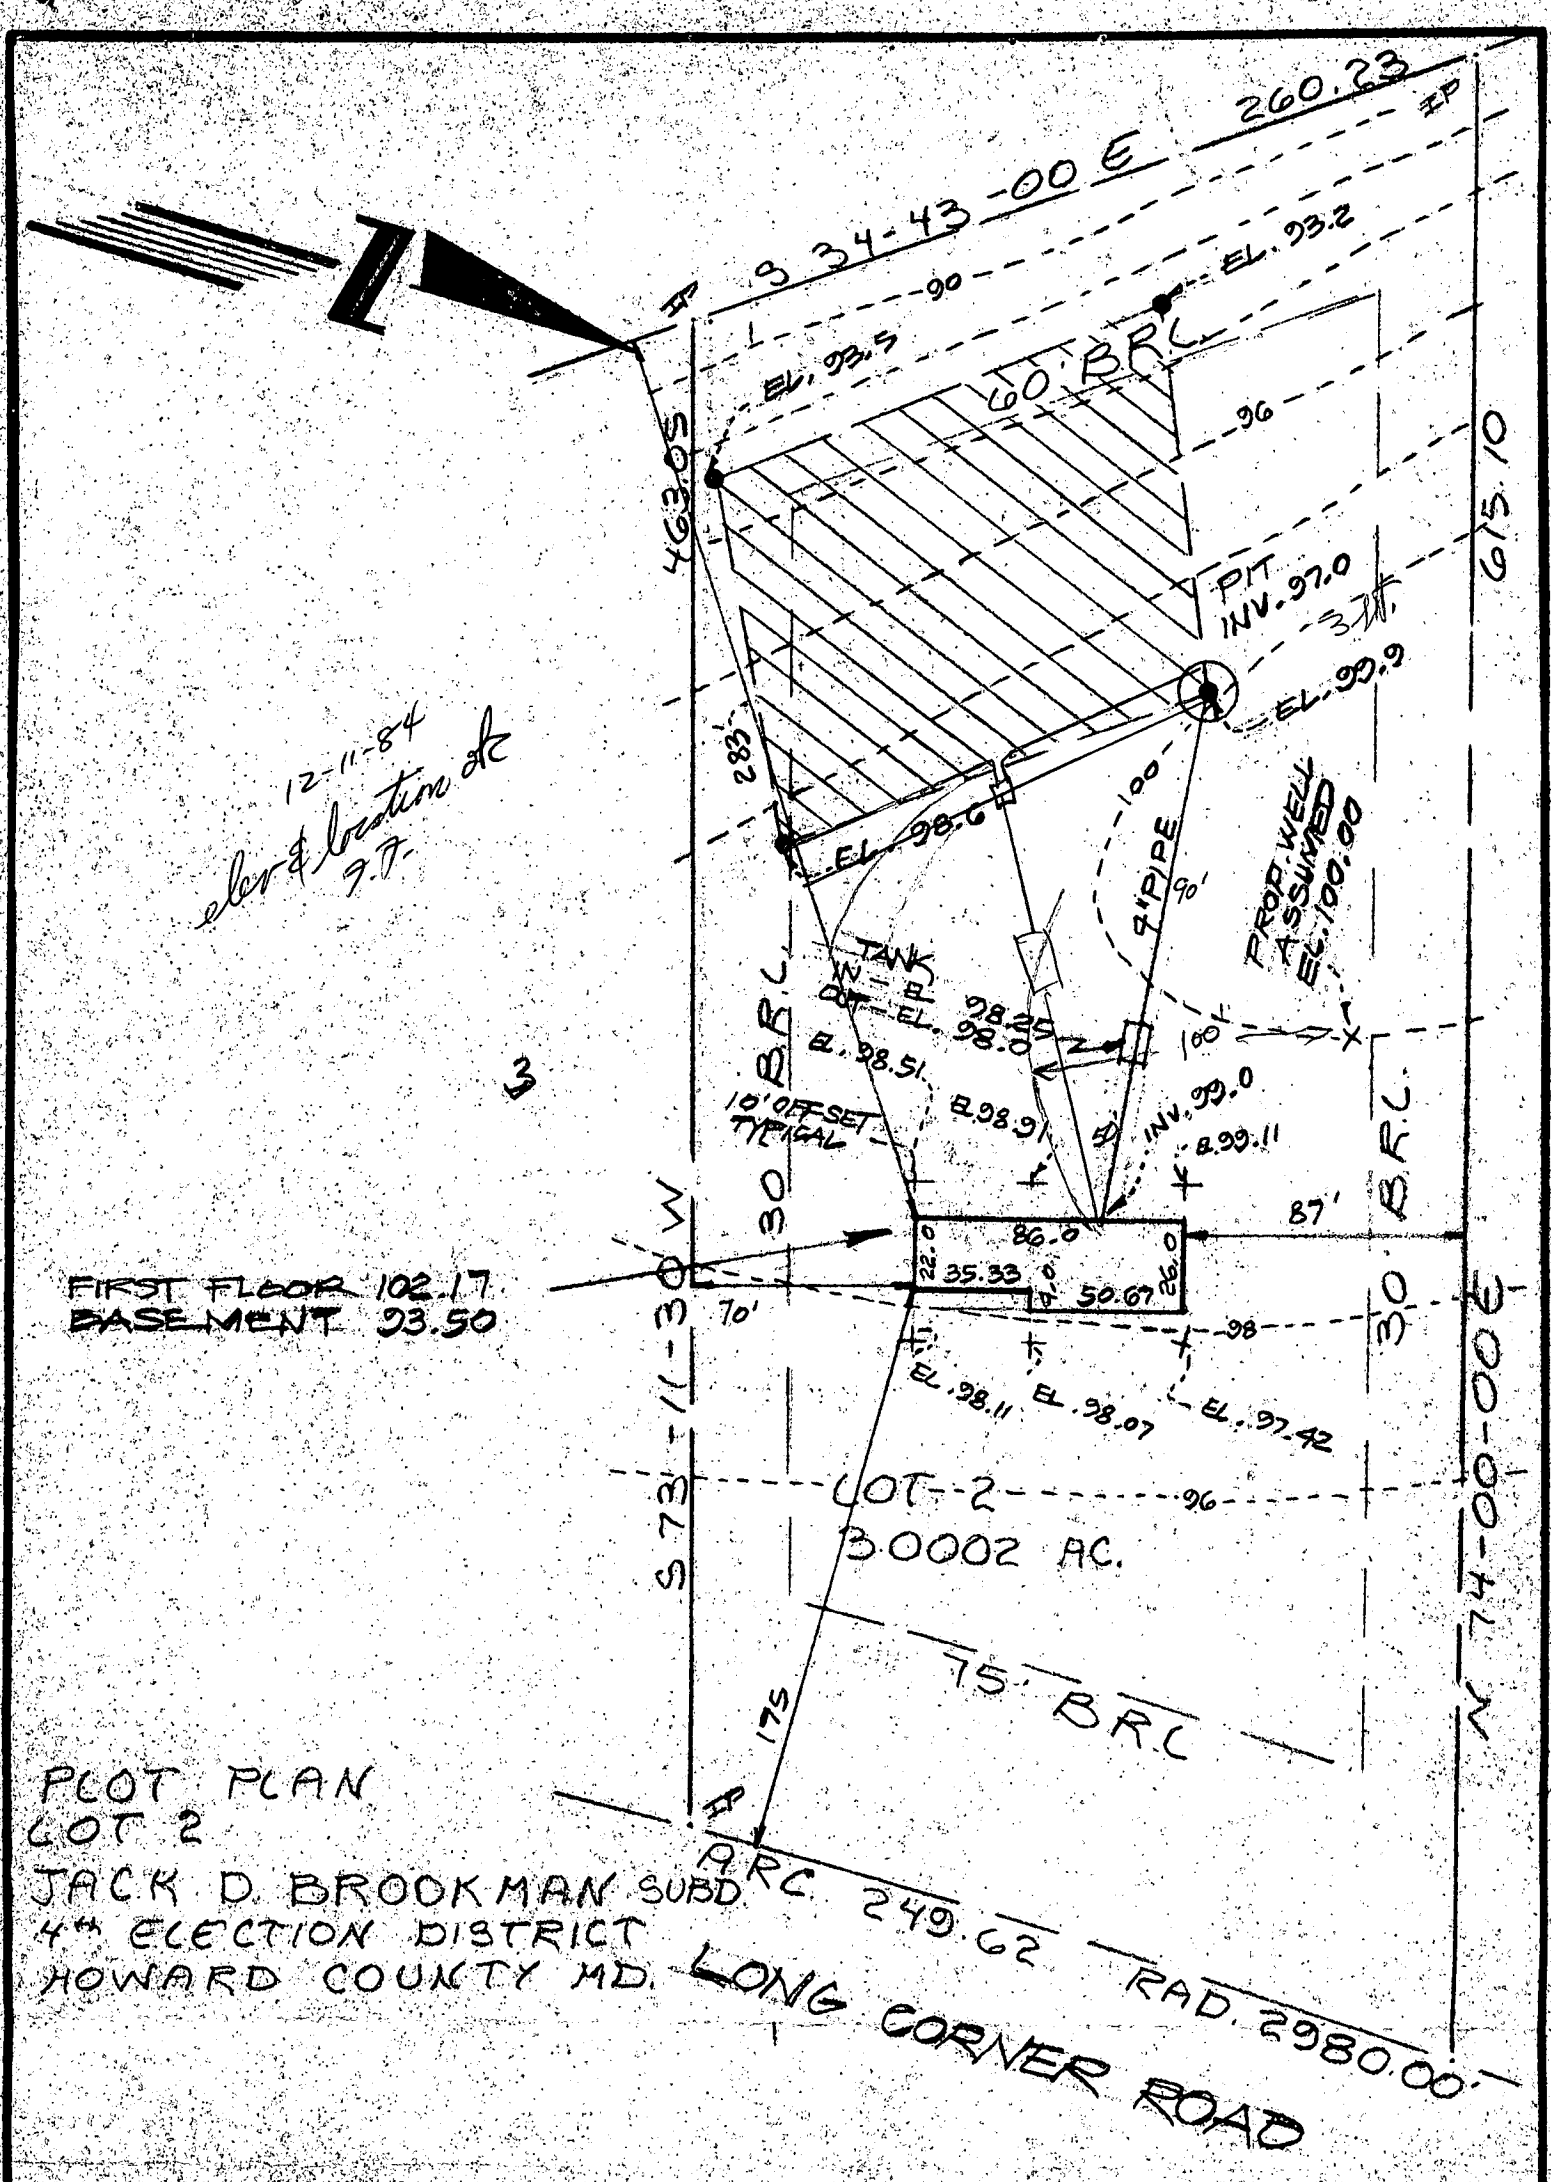 260.23
IP
S 34-43-00 E
IP
90
EL. 93.2
EL. 93.5
60' B.R.L.
96
463.05
615.10
PIT
INV. 97.0
EL. 99.9
283'
12-11-84
elev & location ok
100
EL. 98.6
4" PIPE
90'
PROP. WELL
ASSUMED
EL. 100.00
TANK
IN - EL. 98.25
OUT - EL. 98.0
100'
EL. 98.51
10' OFFSET
TYPICAL
EL. 98.91
INV. 99.0
EL. 99.11
3
30 B.R.L.
30 B.R.L.
87'
86.0
22.0
35.33
4.0
50.67
26.0
70'
FIRST FLOOR 102.17
BASEMENT 93.50
98
EL. 98.11
EL. 98.07
EL. 97.42
S 73-11-30 W
N 74-00-00 E
LOT 2
96
3.0002 AC.
75' B.R.L
175
IP
ARC 249.62 RAD. 2980.00
LONG CORNER ROAD
PLOT PLAN
LOT 2
JACK D. BROOKMAN SUBD.
4th ELECTION DISTRICT
HOWARD COUNTY MD.